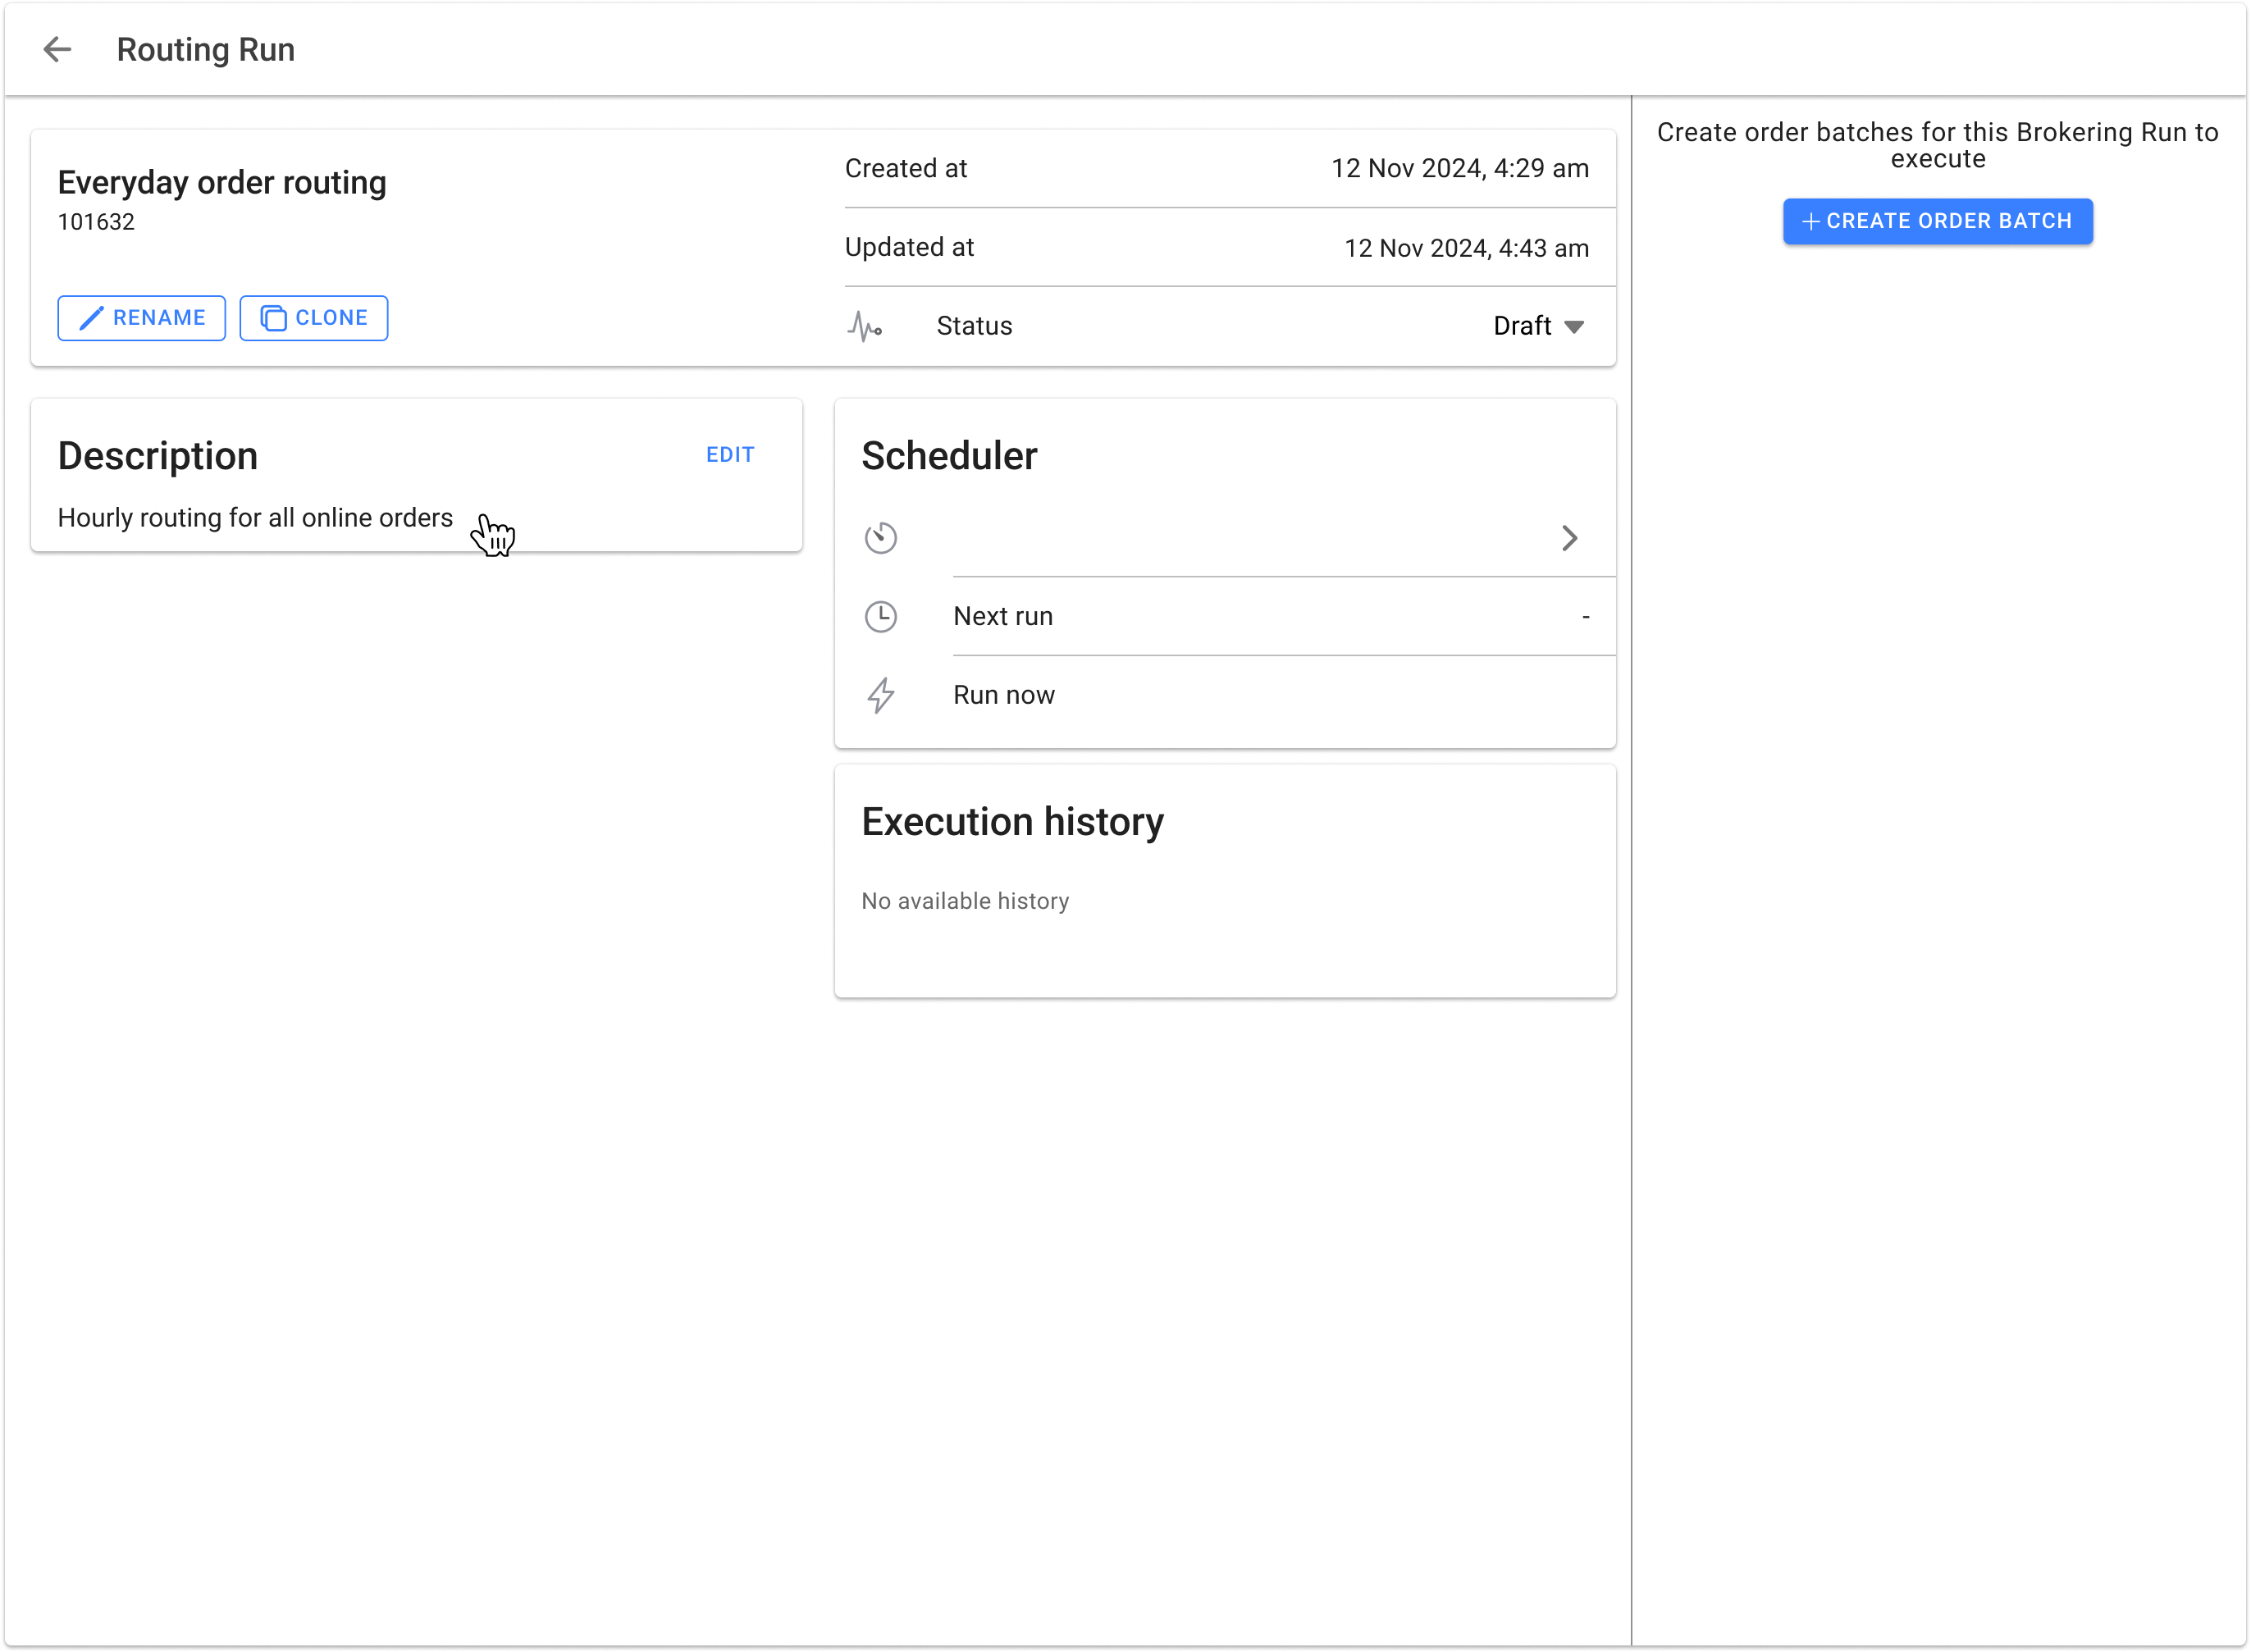 Routing Run
Everyday order routing
101632
RENAME
CLONE
Created at
12 Nov 2024, 4:29 am
Updated at
12 Nov 2024, 4:43 am
Status
Draft
Description
EDIT
Hourly routing for all online orders
Scheduler
Next run
-
Run now
Execution history
No available history
Create order batches for this Brokering Run to
execute
CREATE ORDER BATCH